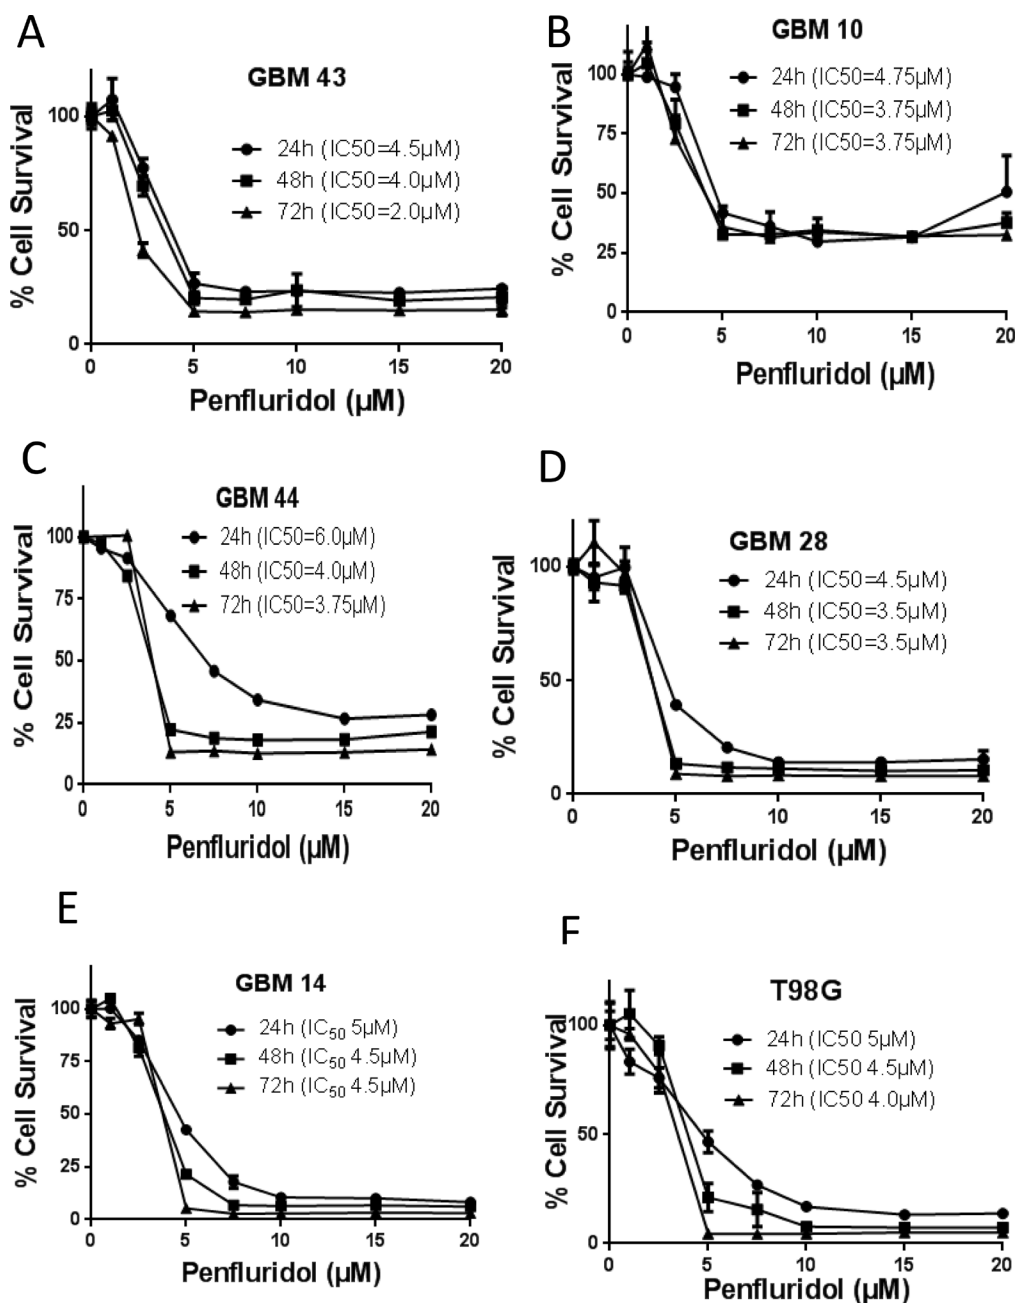 A
GBM 43
24h (IC50=4.5µM)
48h (IC50=4.0µM)
72h (IC50=2.0µM)
% Cell Survival
100
50
0
0 5 10 15 20
Penfluridol (µM)
B
GBM 10
24h (IC50=4.75µM)
48h (IC50=3.75µM)
72h (IC50=3.75µM)
% Cell Survival
100
75
50
25
0
0 5 10 15 20
Penfluridol (µM)
C
GBM 44
24h (IC50=6.0µM)
48h (IC50=4.0µM)
72h (IC50=3.75µM)
% Cell Survival
100
75
50
25
0
0 5 10 15 20
Penfluridol (µM)
D
GBM 28
24h (IC50=4.5µM)
48h (IC50=3.5µM)
72h (IC50=3.5µM)
% Cell Survival
100
50
0
0 5 10 15 20
Penfluridol (µM)
E
GBM 14
24h (IC50 5µM)
48h (IC50 4.5µM)
72h (IC50 4.5µM)
% Cell Survival
100
75
50
25
0
0 5 10 15 20
Penfluridol (µM)
F
T98G
24h (IC50 5µM)
48h (IC50 4.5µM)
72h (IC50 4.0µM)
% Cell Survival
100
50
0
0 5 10 15 20
Penfluridol (µM)